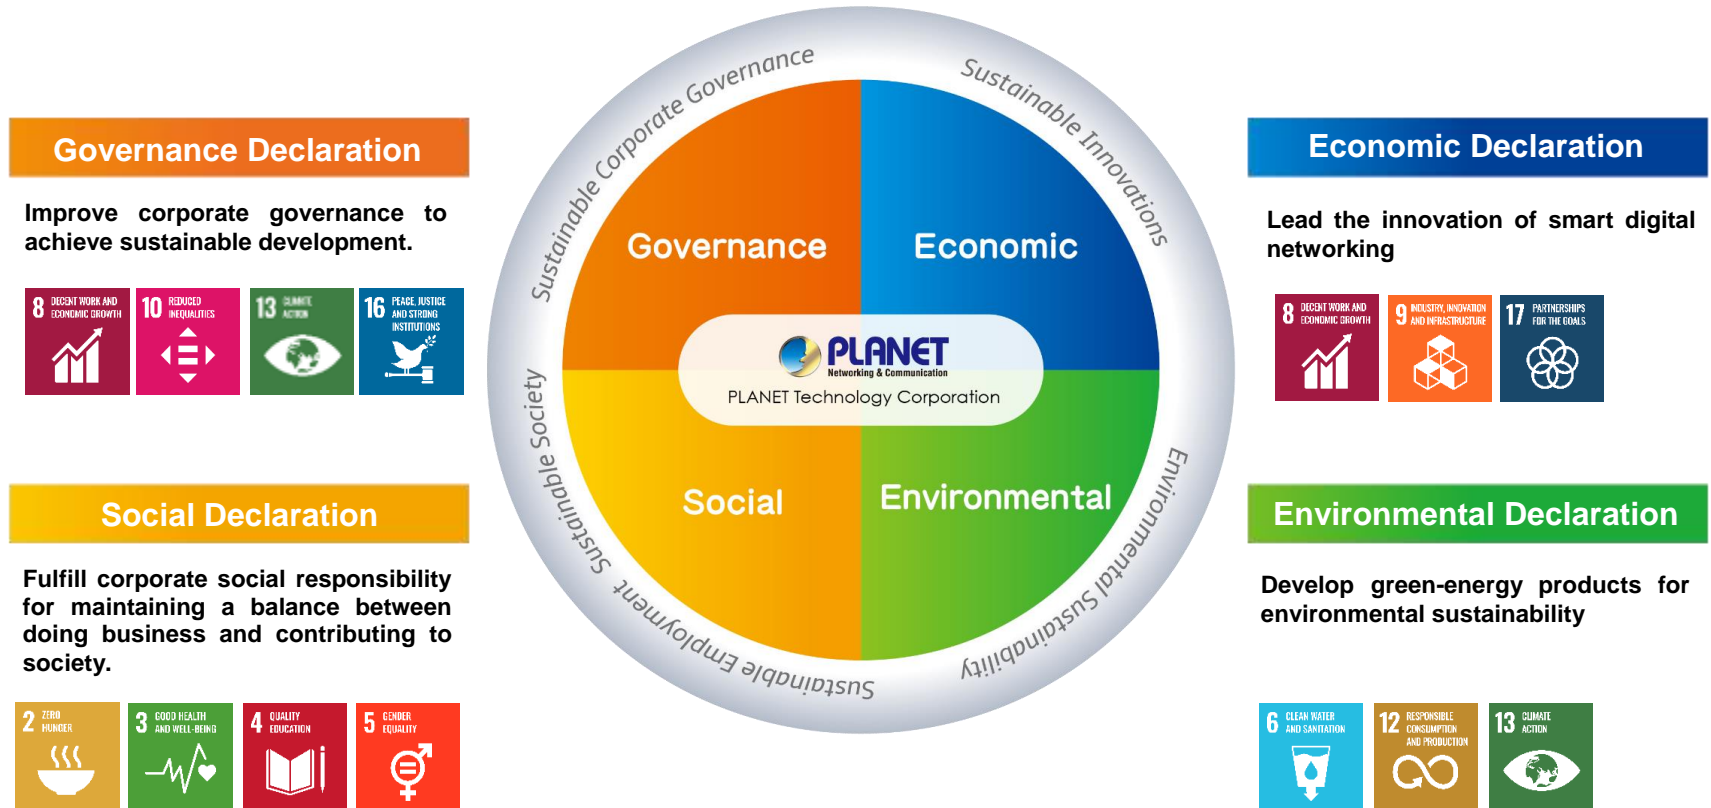 Governance Declaration
Improve corporate governance to
achieve sustainable development.
8 DECENT WORK AND
ECONOMIC GROWTH
10 REDUCED
INEQUALITIES
13 CLIMATE
ACTION
16 PEACE, JUSTICE
AND STRONG
INSTITUTIONS
Social Declaration
Fulfill corporate social responsibility
for maintaining a balance between
doing business and contributing to
society.
2 ZERO
HUNGER
3 GOOD HEALTH
AND WELL-BEING
4 QUALITY
EDUCATION
5 GENDER
EQUALITY
Sustainable Corporate Governance
Sustainable Innovations
Governance
Economic
PLANET
Networking & Communication
PLANET Technology Corporation
Social
Environmental
Sustainable Society
Sustainable Employment
Environmental Sustainability
Economic Declaration
Lead the innovation of smart digital
networking
8 DECENT WORK AND
ECONOMIC GROWTH
9 INDUSTRY, INNOVATION
AND INFRASTRUCTURE
17 PARTNERSHIPS
FOR THE GOALS
Environmental Declaration
Develop green-energy products for
environmental sustainability
6 CLEAN WATER
AND SANITATION
12 RESPONSIBLE
CONSUMPTION
AND PRODUCTION
13 CLIMATE
ACTION